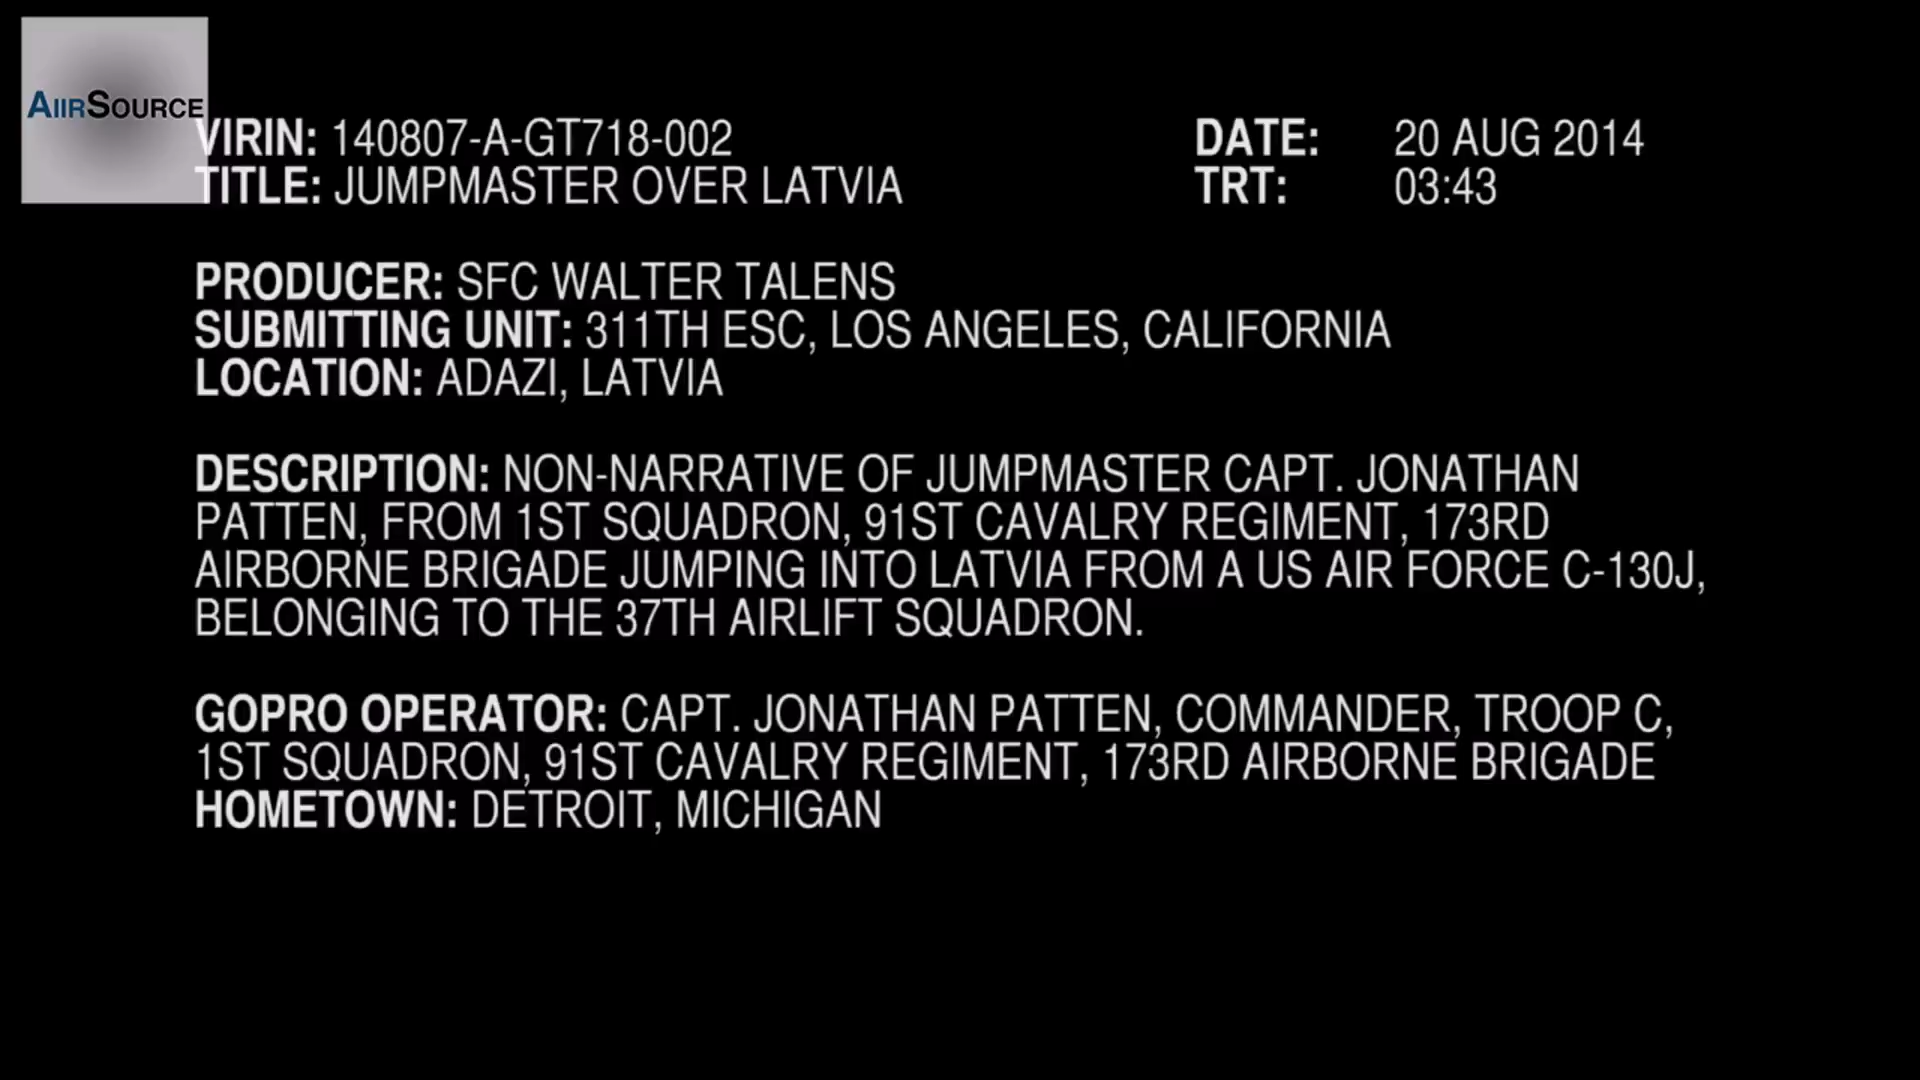 AIIRSOURCE
VIRIN: 140807-A-GT718-002 DATE: 20 AUG 2014
TITLE: JUMPMASTER OVER LATVIA TRT: 03:43
PRODUCER: SFC WALTER TALENS
SUBMITTING UNIT: 311TH ESC, LOS ANGELES, CALIFORNIA
LOCATION: ADAZI, LATVIA
DESCRIPTION: NON-NARRATIVE OF JUMPMASTER CAPT. JONATHAN
PATTEN, FROM 1ST SQUADRON, 91ST CAVALRY REGIMENT, 173RD
AIRBORNE BRIGADE JUMPING INTO LATVIA FROM A US AIR FORCE C-130J,
BELONGING TO THE 37TH AIRLIFT SQUADRON.
GOPRO OPERATOR: CAPT. JONATHAN PATTEN, COMMANDER, TROOP C,
1ST SQUADRON, 91ST CAVALRY REGIMENT, 173RD AIRBORNE BRIGADE
HOMETOWN: DETROIT, MICHIGAN